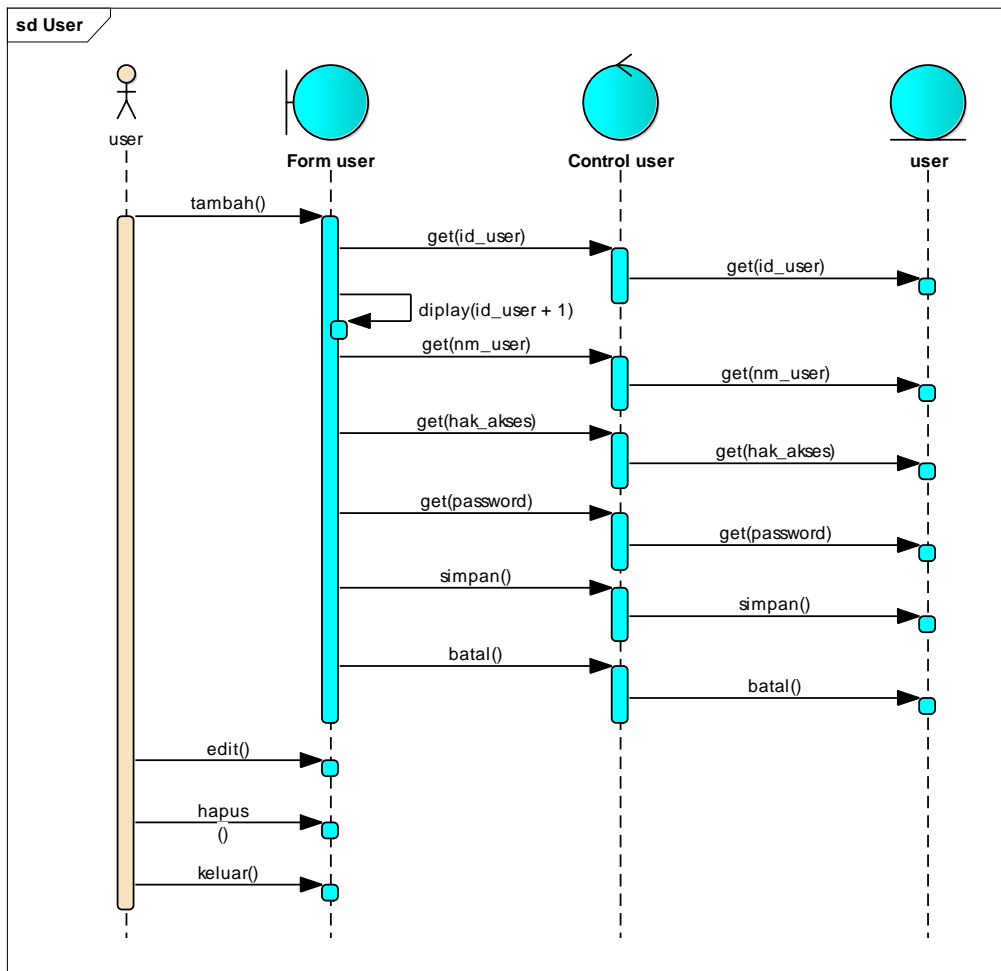 sd User
user
Form user
Control user
user
tambah()
get(id_user)
get(id_user)
diplay(id_user + 1)
get(nm_user)
get(nm_user)
get(hak_akses)
get(hak_akses)
get(password)
get(password)
simpan()
simpan()
batal()
batal()
edit()
hapus
()
keluar()